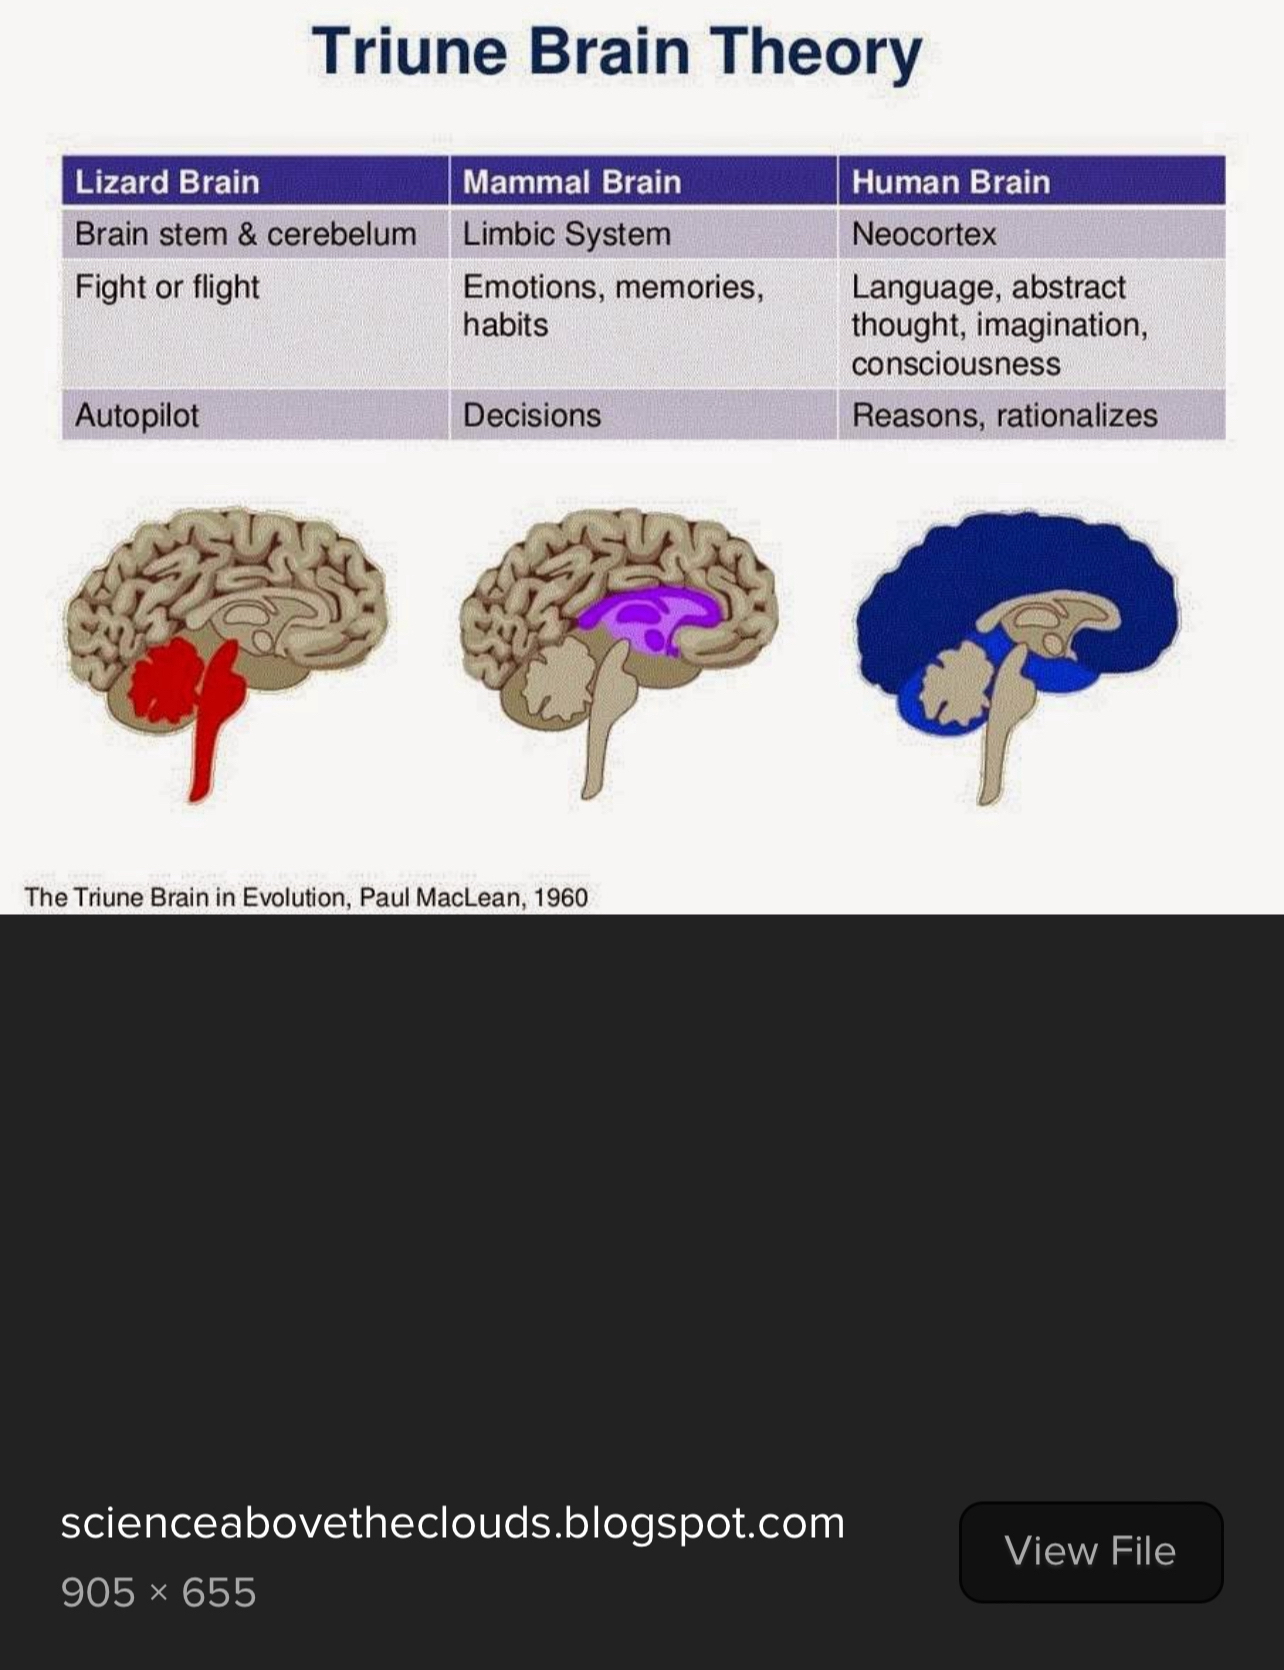 Triune Brain Theory
Lizard Brain
Mammal Brain
Human Brain
Brain stem & cerebelum
Limbic System
Neocortex
Fight or flight
Emotions, memories,
habits
Language, abstract
thought, imagination,
consciousness
Autopilot
Decisions
Reasons, rationalizes
The Triune Brain in Evolution, Paul MacLean, 1960
scienceabovetheclouds.blogspot.com
905 × 655
View File